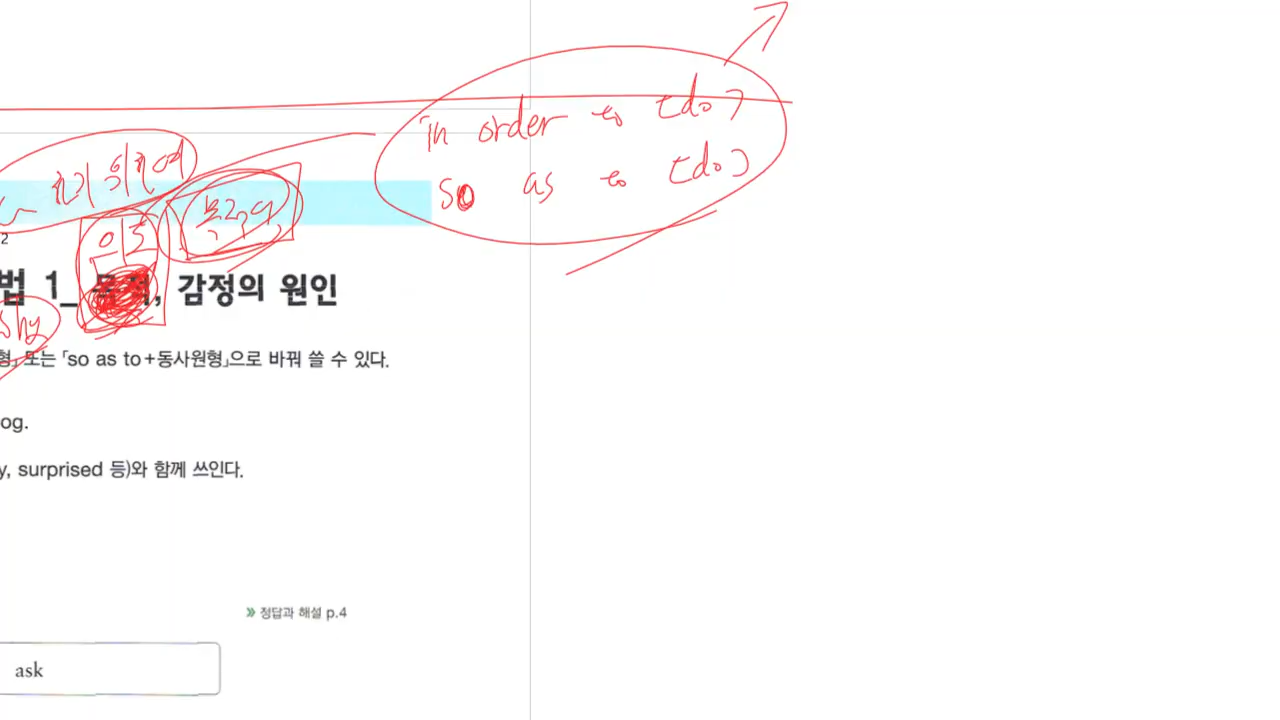 in order to (do)
so as to (do)
하기 위하여
의도
2
법 1_ 목적, 감정의 원인
why
형」 또는 「so as to+동사원형」으로 바꿔 쓸 수 있다.
og.
y, surprised 등)와 함께 쓰인다.
» 정답과 해설 p.4
ask